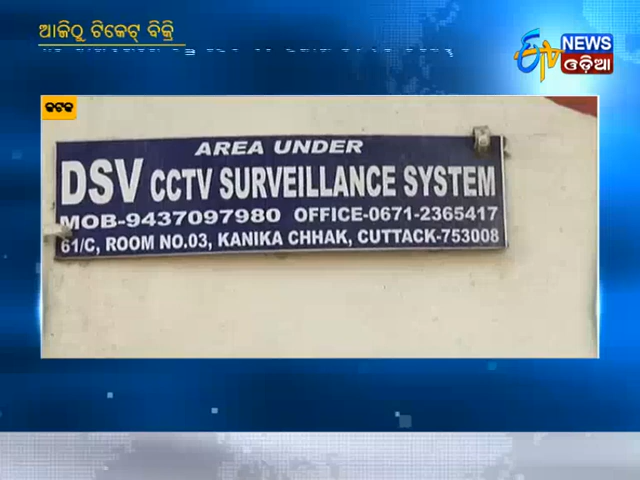 ଆଜିଠୁ ଟିକେଟ୍ ବିକ୍ରି
ETV NEWS
ଓଡ଼ିଆ
କଟକ
AREA UNDER
DSV CCTV SURVEILLANCE SYSTEM
MOB-9437097980 OFFICE-0671-2365417
61/C, ROOM NO.03, KANIKA CHHAK, CUTTACK-753008